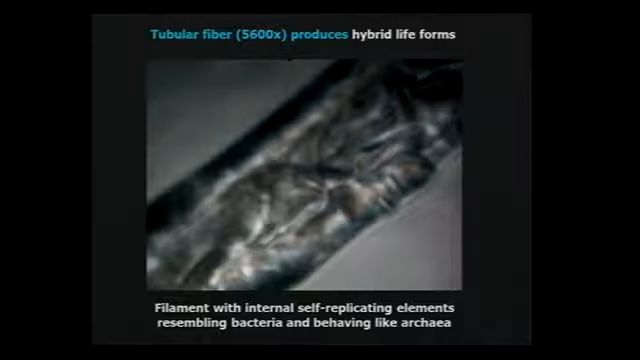 Tubular fiber (5600x) produces hybrid life forms
Filament with internal self-replicating elements
resembling bacteria and behaving like archaea